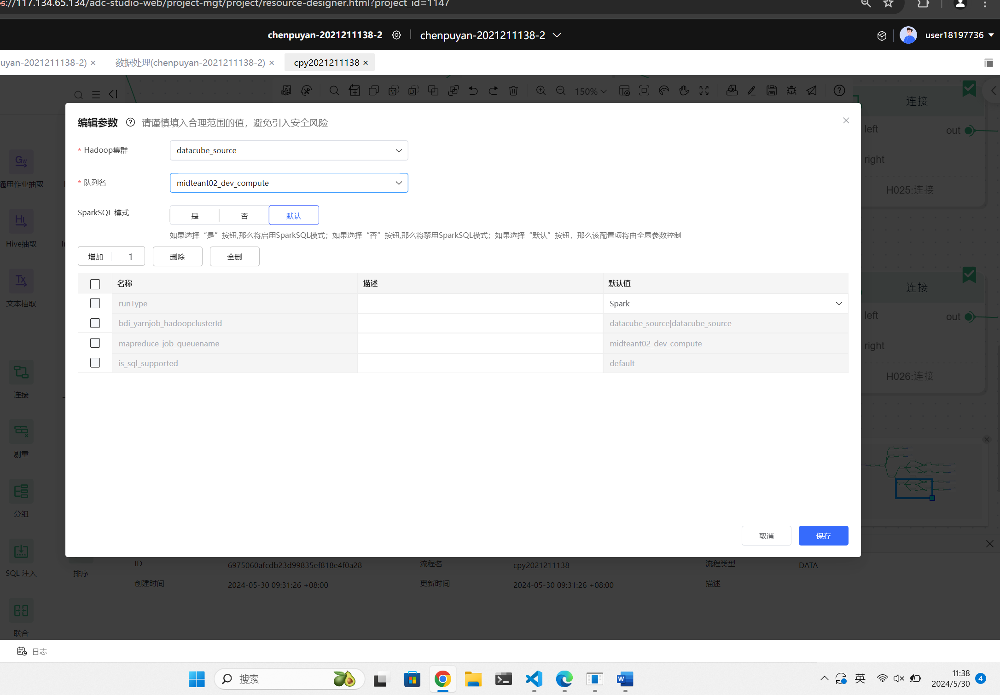 s://117.134.65.134/adc-studio-web/project-mgt/project/resource-designer.html?project_id=1147
chenpuyan-2021211138-2 chenpuyan-2021211138-2 user18197736
uyan-2021211138-2) × 数据处理(chenpuyan-2021211138-2) × cpy2021211138 ×
150%
编辑参数 请谨慎填入合理范围的值，避免引入安全风险
* Hadoop集群 datacube_source
* 队列名 midteant02_dev_compute
SparkSQL 模式 是 否 默认
如果选择“是”按钮,那么将启用SparkSQL模式；如果选择“否”按钮,那么将禁用SparkSQL模式；如果选择“默认”按钮，那么该配置项将由全局参数控制
增加 1 删除 全删
名称 描述 默认值
runType Spark
bdi_yarnjob_hadoopclusterId datacube_source|datacube_source
mapreduce_job_queuename midteant02_dev_compute
is_sql_supported default
取消 保存
Gw
通用作业抽取
HI
Hive抽取
Tx
文本抽取
连接
剔重
分组
SQL 注入 排序
联合
连接
left out
right
H025:连接
连接
left out
right
H026:连接
ID 6975060afcdb23d99835ef818e4f0a28 流程名 cpy2021211138 流程类型 DATA
创建时间 2024-05-30 09:31:26 +08:00 更新时间 2024-05-30 09:31:26 +08:00 描述
日志
搜索
英
11:38
2024/5/30
4